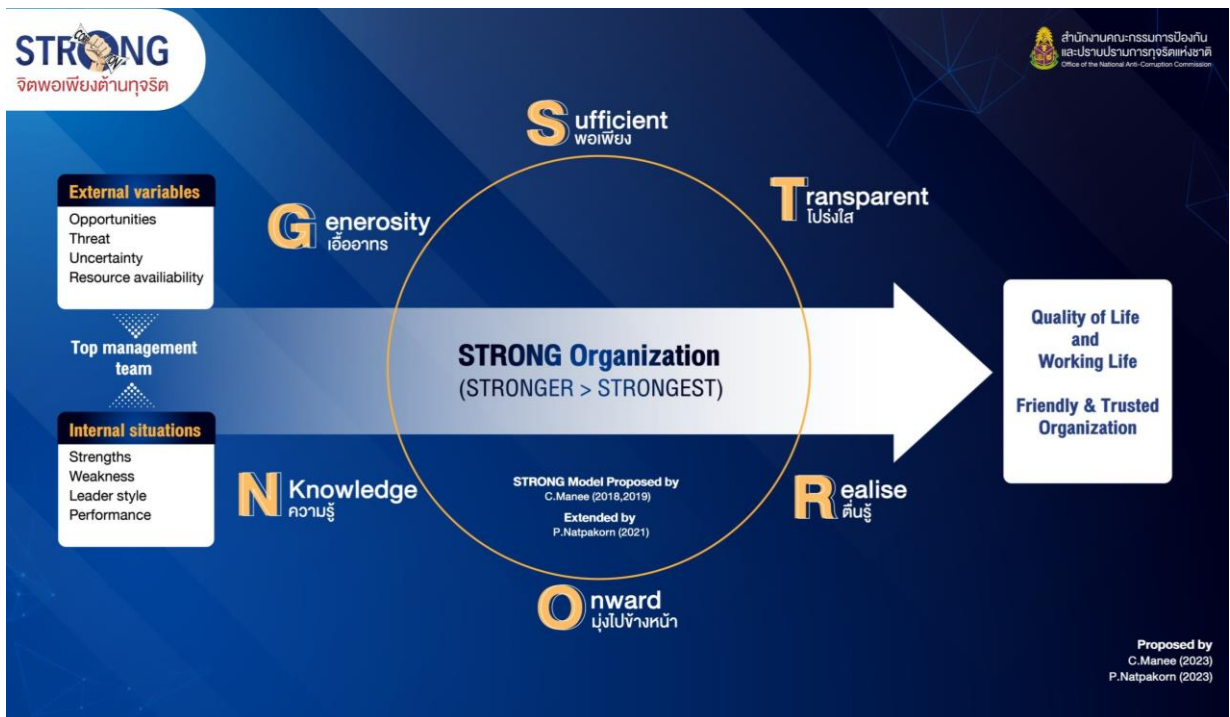 STRONG
จิตพอเพียงต้านทุจริต
สำนักงานคณะกรรมการป้องกัน
และปราบปรามการทุจริตแห่งชาติ
Office of the National Anti-Corruption Commission
Sufficient
พอเพียง
Transparent
โปร่งใส
Generosity
เอื้ออาทร
External variables
Opportunities
Threat
Uncertainty
Resource availiability
Top management
team
Internal situations
Strengths
Weakness
Leader style
Performance
STRONG Organization
(STRONGER > STRONGEST)
Quality of Life
and
Working Life
Friendly & Trusted
Organization
N Knowledge
ความรู้
STRONG Model Proposed by
C.Manee (2018,2019)
Extended by
P.Natpakorn (2021)
Realise
ตื่นรู้
Onward
มุ่งไปข้างหน้า
Proposed by
C.Manee (2023)
P.Natpakorn (2023)